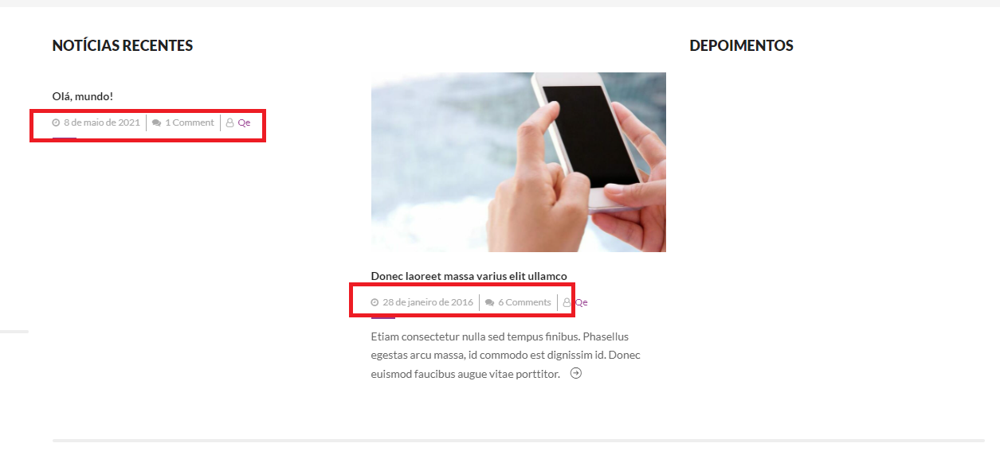 NOTÍCIAS RECENTES
Olá, mundo!
8 de maio de 2021 1 Comment Qe
Donec laoreet massa varius elit ullamco
28 de janeiro de 2016 6 Comments Qe
Etiam consectetur nulla sed tempus finibus. Phasellus
egestas arcu massa, id commodo est dignissim id. Donec
euismod faucibus augue vitae porttitor.
DEPOIMENTOS